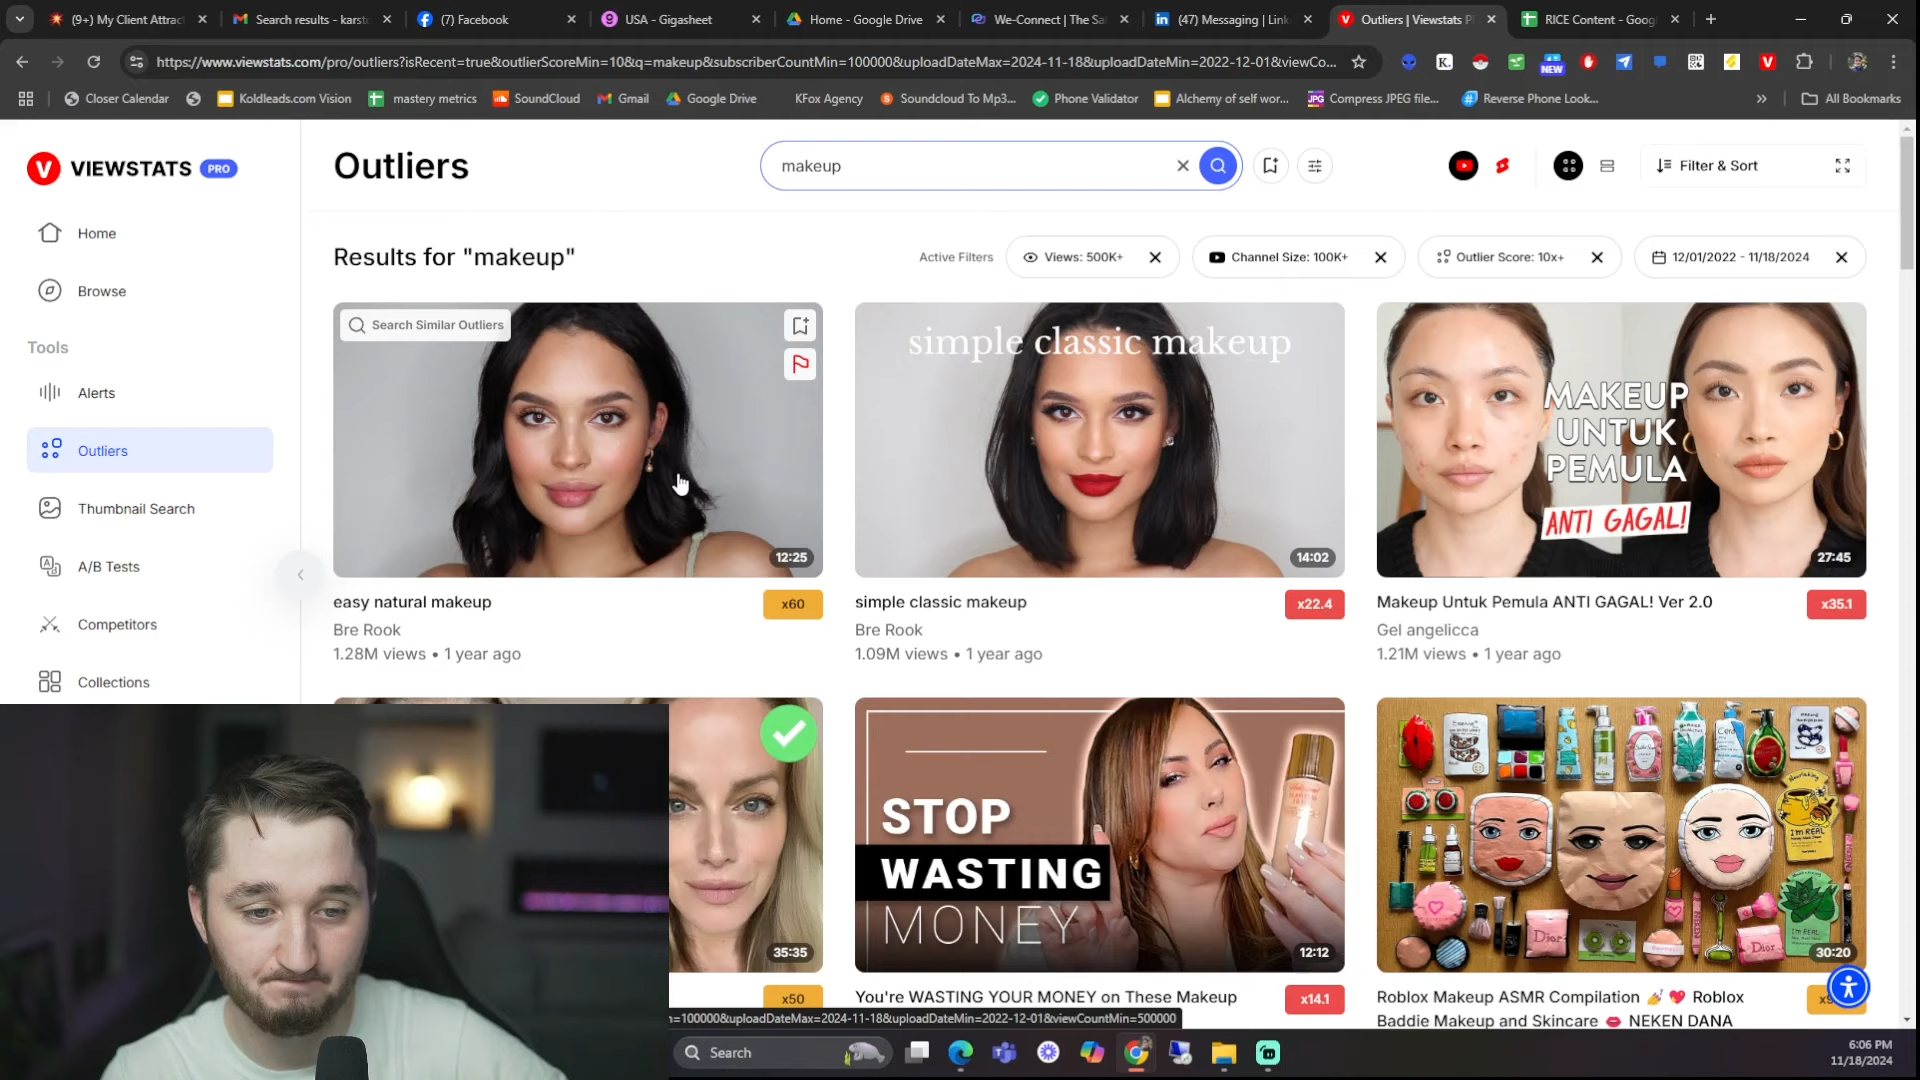 (9+) My Client Attract
Search results - karst
(7) Facebook
USA - Gigasheet
Home - Google Drive
We-Connect | The Sa
(47) Messaging | Link
Outliers | Viewstats P
RICE Content - Goog
https://www.viewstats.com/pro/outliers?isRecent=true&outlierScoreMin=10&q=makeup&subscriberCountMin=100000&uploadDateMax=2024-11-18&uploadDateMin=2022-12-01&viewCo...
NEW
Closer Calendar
Koldleads.com Vision
mastery metrics
SoundCloud
Gmail
Google Drive
KFox Agency
Soundcloud To Mp3...
Phone Validator
Alchemy of self wor...
Compress JPEG file...
Reverse Phone Look...
All Bookmarks
VIEWSTATS PRO
Home
Browse
Tools
Alerts
Outliers
Thumbnail Search
A/B Tests
Competitors
Collections
Outliers
makeup
Filter & Sort
Results for "makeup"
Active Filters
Views: 500K+
Channel Size: 100K+
Outlier Score: 10x+
12/01/2022 - 11/18/2024
Search Similar Outliers
12:25
easy natural makeup
x60
Bre Rook
1.28M views • 1 year ago
simple classic makeup
14:02
simple classic makeup
x22.4
Bre Rook
1.09M views • 1 year ago
MAKEUP
UNTUK
PEMULA
ANTI GAGAL!
27:45
Makeup Untuk Pemula ANTI GAGAL! Ver 2.0
x35.1
Gel angelicca
1.21M views • 1 year ago
35:35
x50
STOP
WASTING
MONEY
12:12
You're WASTING YOUR MONEY on These Makeup
x14.1
I'M REAL
Dior
I'M REAL
Dior
30:20
Roblox Makeup ASMR Compilation 💅 💖 Roblox
Baddie Makeup and Skincare 👄 NEKEN DANA
n=100000&uploadDateMax=2024-11-18&uploadDateMin=2022-12-01&viewCountMin=500000
Search
6:06 PM
11/18/2024